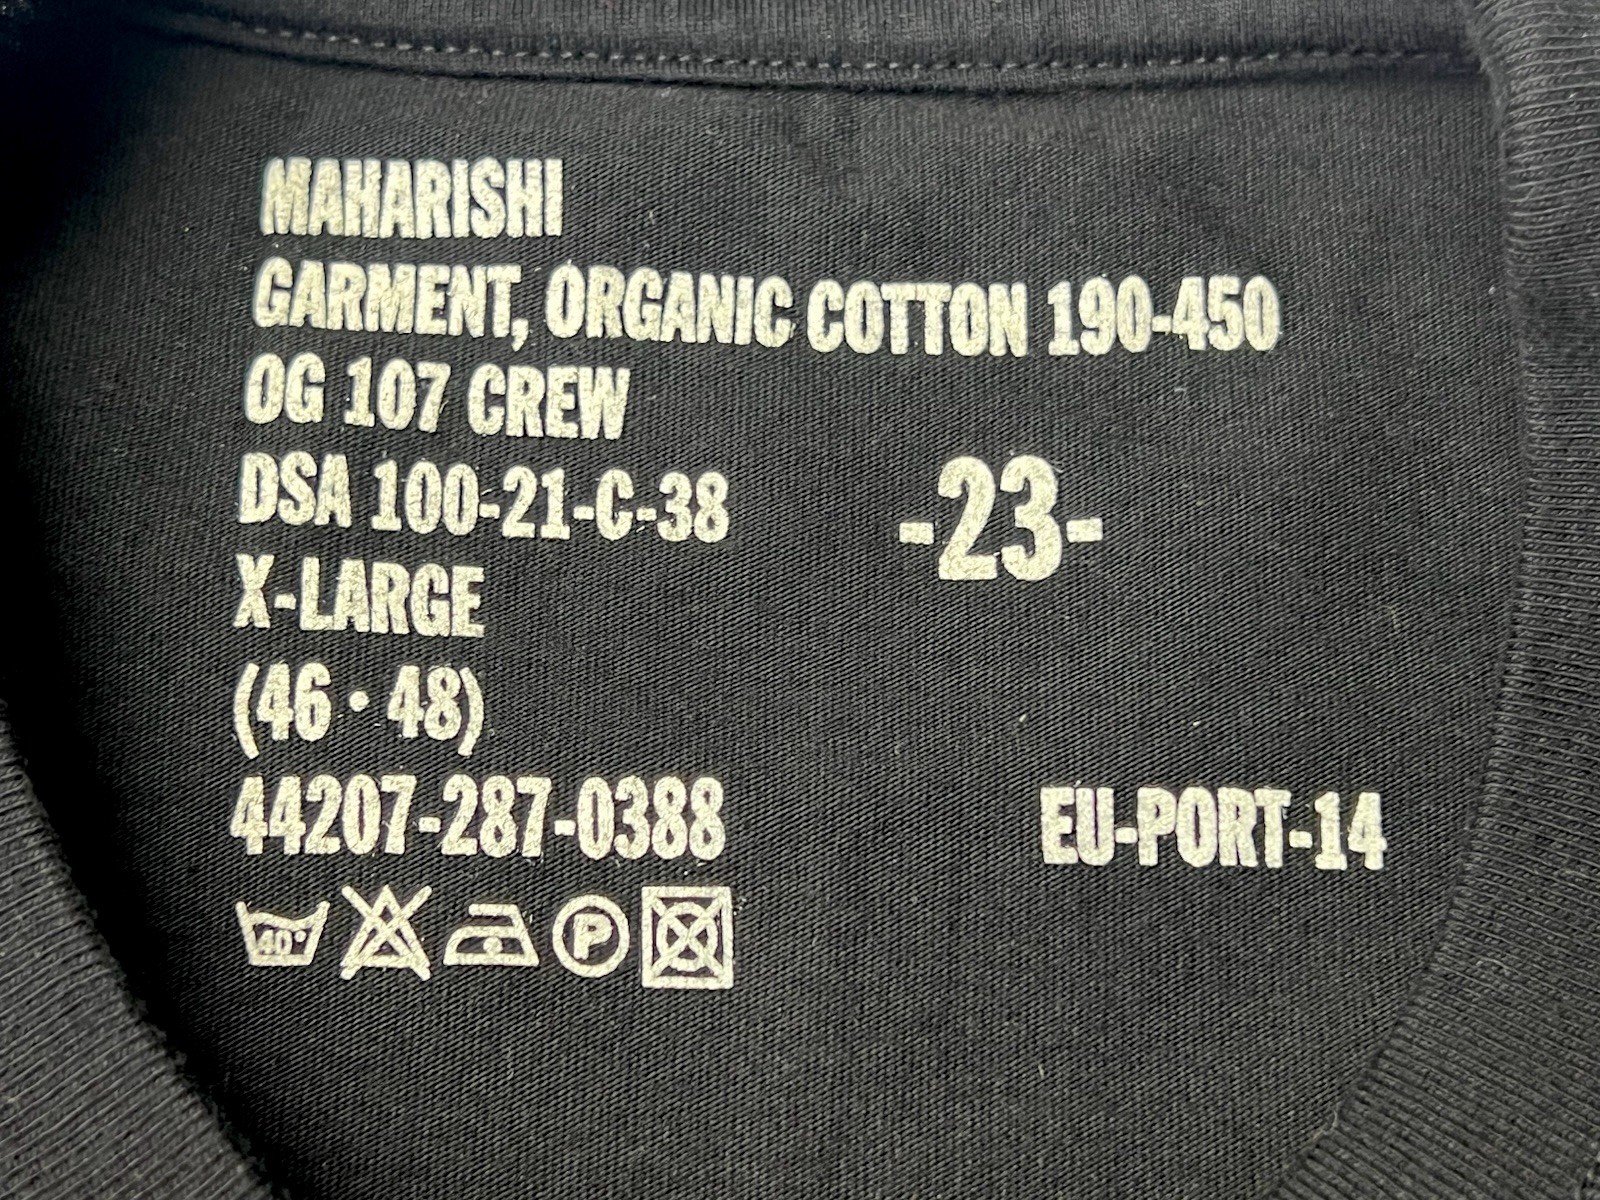 MAHARISHI
GARMENT, ORGANIC COTTON 190-450
OG 107 CREW
DSA 100-21-C-38
-23-
X-LARGE
(46 • 48)
44207-287-0388
EU-PORT-14
40°
P